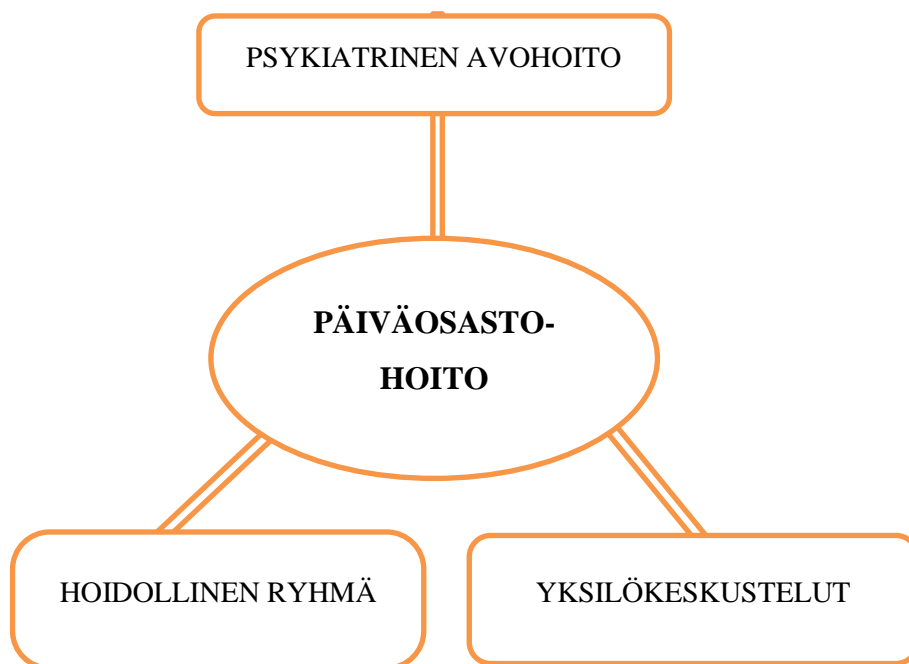 PSYKIATRINEN AVOHOITO
PÄIVÄOSASTO-
HOITO
HOIDOLLINEN RYHMÄ
YKSILÖKESKUSTELUT